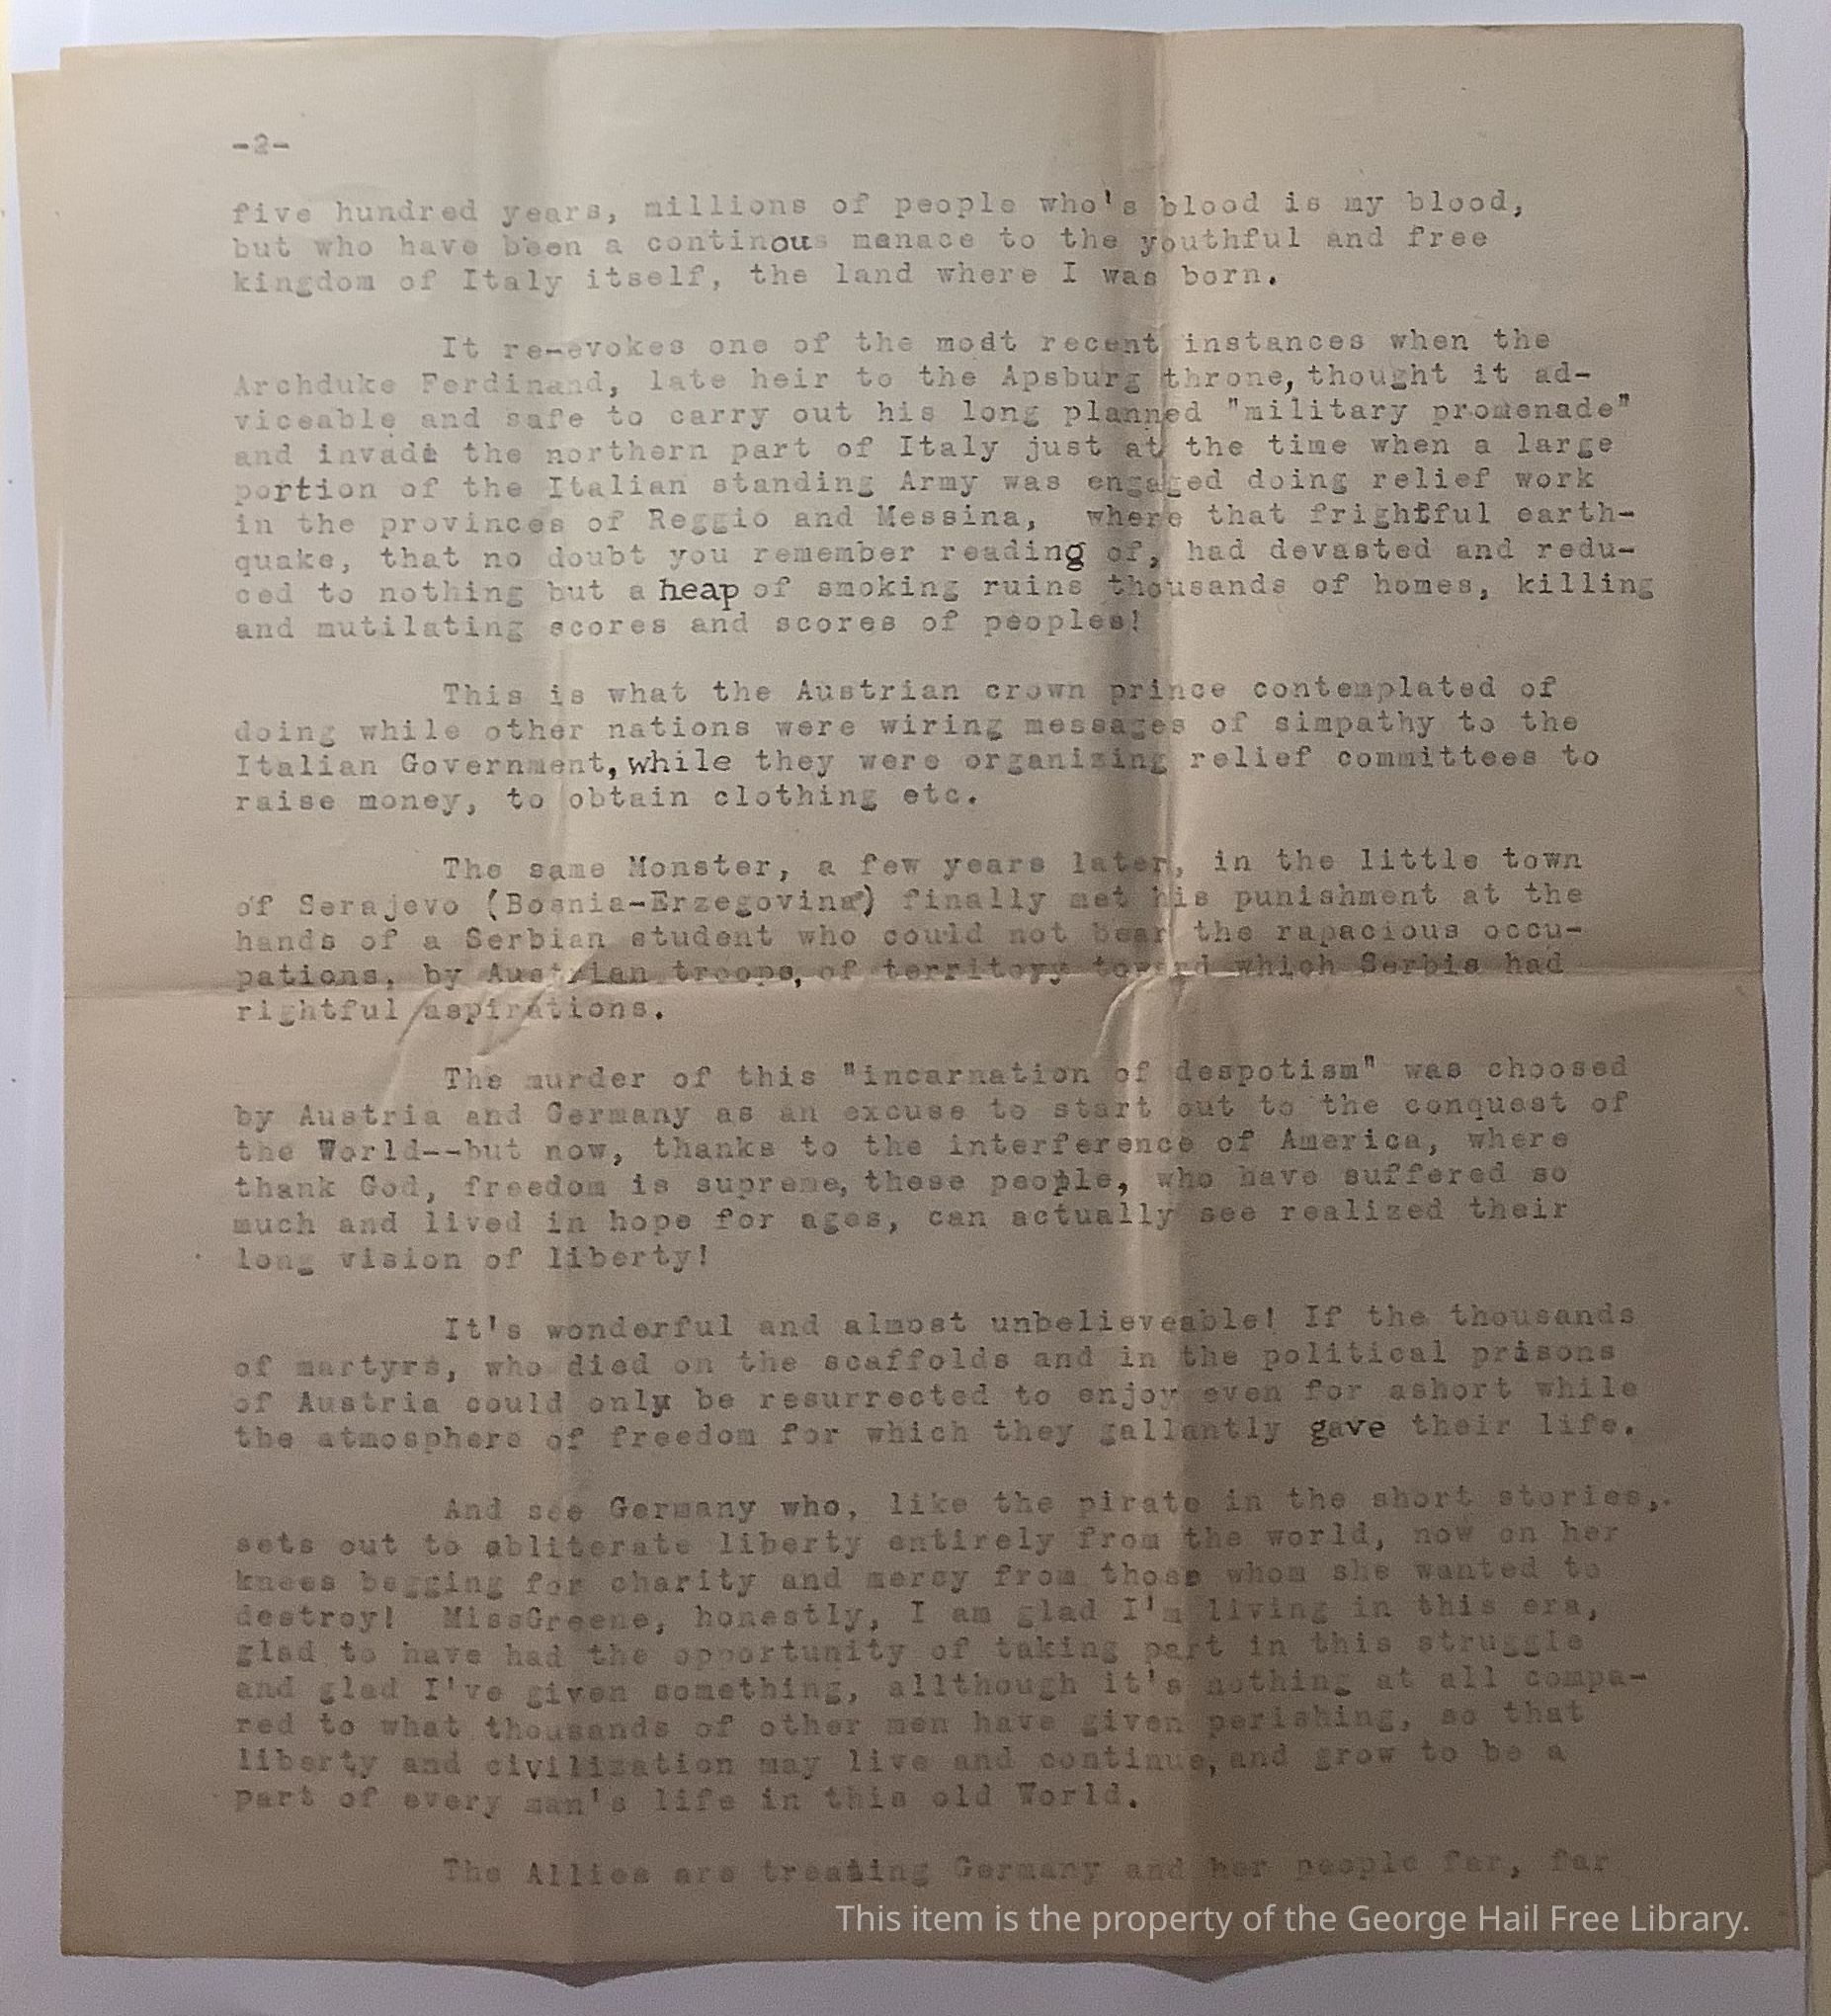 -2-
five hundred years, millions of people who's blood is my blood,
but who have been a continous menace to the youthful and free
kingdom of Italy itself, the land where I was born.
It re-evokes one of the modt recent instances when the
Archduke Ferdinand, late heir to the Apsburg throne, thought it ad-
viceable and safe to carry out his long planned "military promenade"
and invade the northern part of Italy just at the time when a large
portion of the Italian standing Army was engaged doing relief work
in the provinces of Reggio and Messina, where that frightful earth-
quake, that no doubt you remember reading of, had devasted and redu-
ced to nothing but a heap of smoking ruins thousands of homes, killing
and mutilating scores and scores of peoples!
This is what the Austrian crown prince contemplated of
doing while other nations were wiring messages of simpathy to the
Italian Government, while they were organizing relief committees to
raise money, to obtain clothing etc.
The same Monster, a few years later, in the little town
of Serajevo (Bosnia-Erzegovina) finally met his punishment at the
hands of a Serbian student who could not bear the rapacious occu-
pations, by Austrian troops, of territory toward which Serbia had
rightful aspirations.
The murder of this "incarnation of despotism" was choosed
by Austria and Germany as an excuse to start out to the conquest of
the World--but now, thanks to the interference of America, where
thank God, freedom is supreme, these people, who have suffered so
much and lived in hope for ages, can actually see realized their
long vision of liberty!
It's wonderful and almost unbelieveable! If the thousands
of martyrs, who died on the scaffolds and in the political prisons
of Austria could only be resurrected to enjoy even for ashort while
the atmosphere of freedom for which they gallantly gave their life.
And see Germany who, like the pirate in the short stories,
sets out to obliterate liberty entirely from the world, now on her
knees begging for charity and mercy from those whom she wanted to
destroy! MissGreene, honestly, I am glad I'm living in this era,
glad to have had the opportunity of taking part in this struggle
and glad I've given something, allthough it's nothing at all compa-
red to what thousands of other men have given perishing, so that
liberty and civilization may live and continue, and grow to be a
part of every man's life in this old World.
The Allies are treating Germany and her people far, far
This item is the property of the George Hail Free Library.